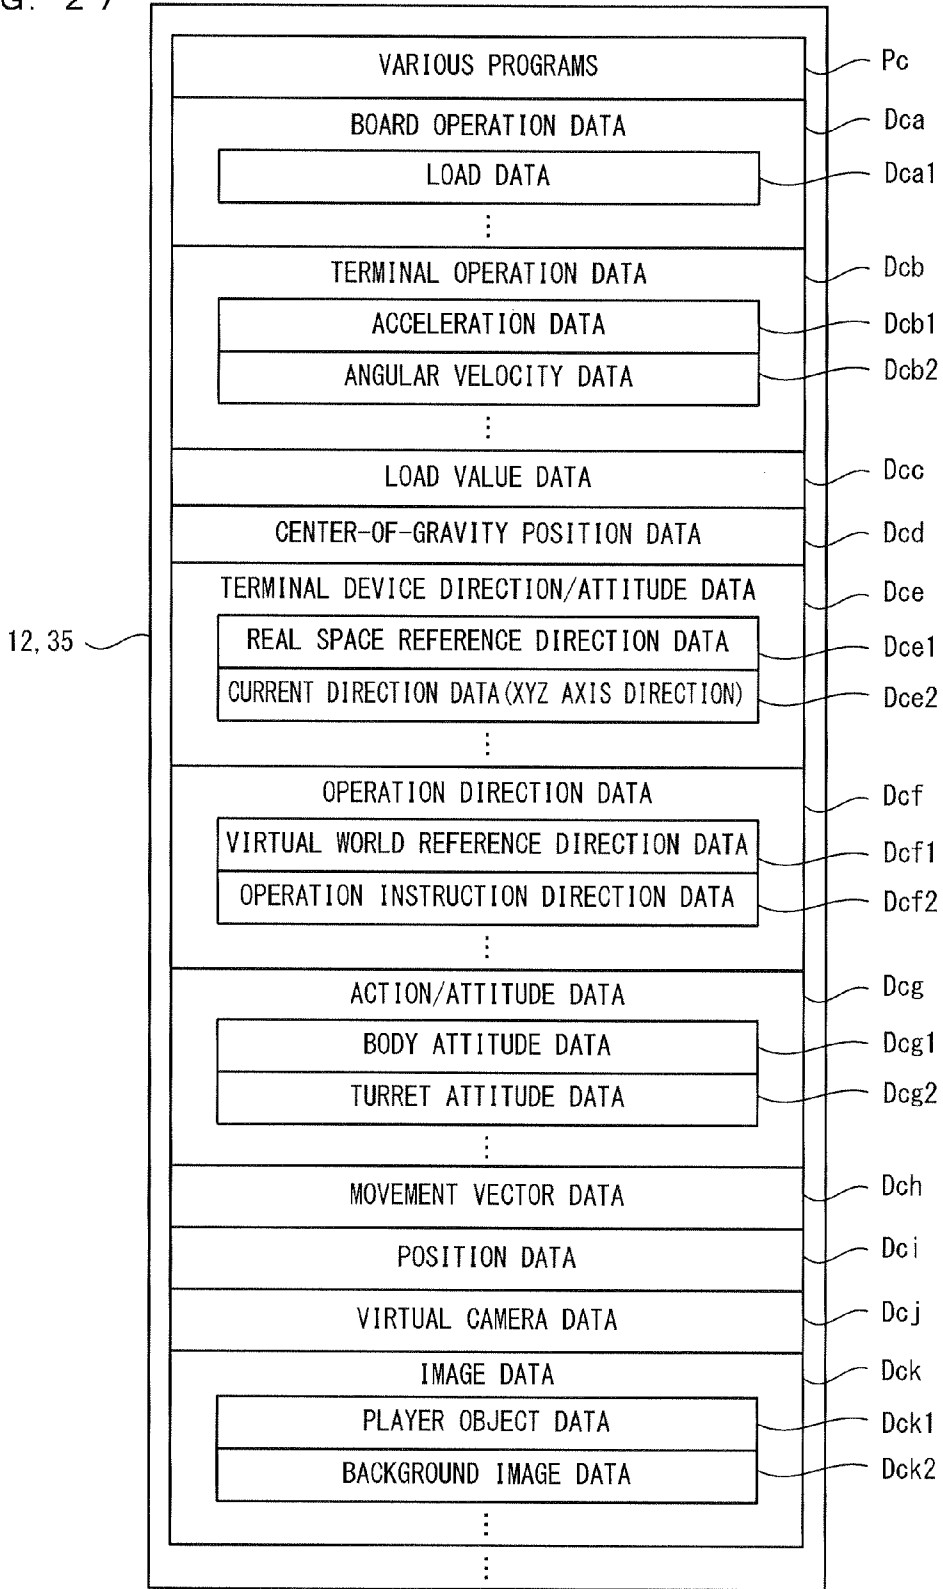 G. 27
VARIOUS PROGRAMS Pc
BOARD OPERATION DATA Dca
LOAD DATA Dca1
TERMINAL OPERATION DATA Dcb
ACCELERATION DATA Dcb1
ANGULAR VELOCITY DATA Dcb2
LOAD VALUE DATA Dcc
CENTER-OF-GRAVITY POSITION DATA Dcd
TERMINAL DEVICE DIRECTION/ATTITUDE DATA Dce
12,35
REAL SPACE REFERENCE DIRECTION DATA Dce1
CURRENT DIRECTION DATA(XYZ AXIS DIRECTION) Dce2
OPERATION DIRECTION DATA Dcf
VIRTUAL WORLD REFERENCE DIRECTION DATA Dcf1
OPERATION INSTRUCTION DIRECTION DATA Dcf2
ACTION/ATTITUDE DATA Dcg
BODY ATTITUDE DATA Dcg1
TURRET ATTITUDE DATA Dcg2
MOVEMENT VECTOR DATA Dch
POSITION DATA Dci
VIRTUAL CAMERA DATA Dcj
IMAGE DATA Dck
PLAYER OBJECT DATA Dck1
BACKGROUND IMAGE DATA Dck2